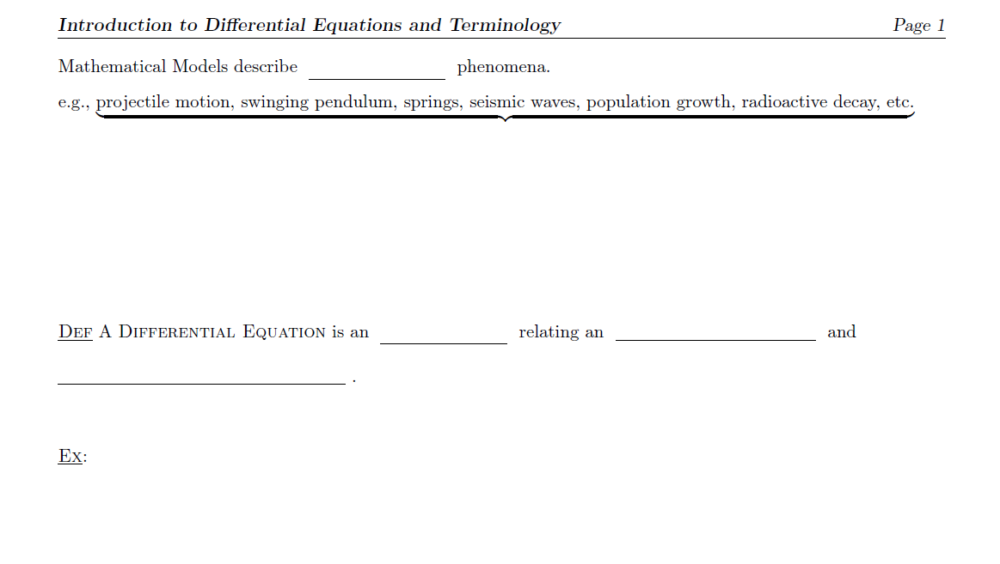 Introduction to Differential Equations and Terminology Page 1
Mathematical Models describe phenomena.
e.g., projectile motion, swinging pendulum, springs, seismic waves, population growth, radioactive decay, etc.
Def A Differential Equation is an relating an and
.
Ex: